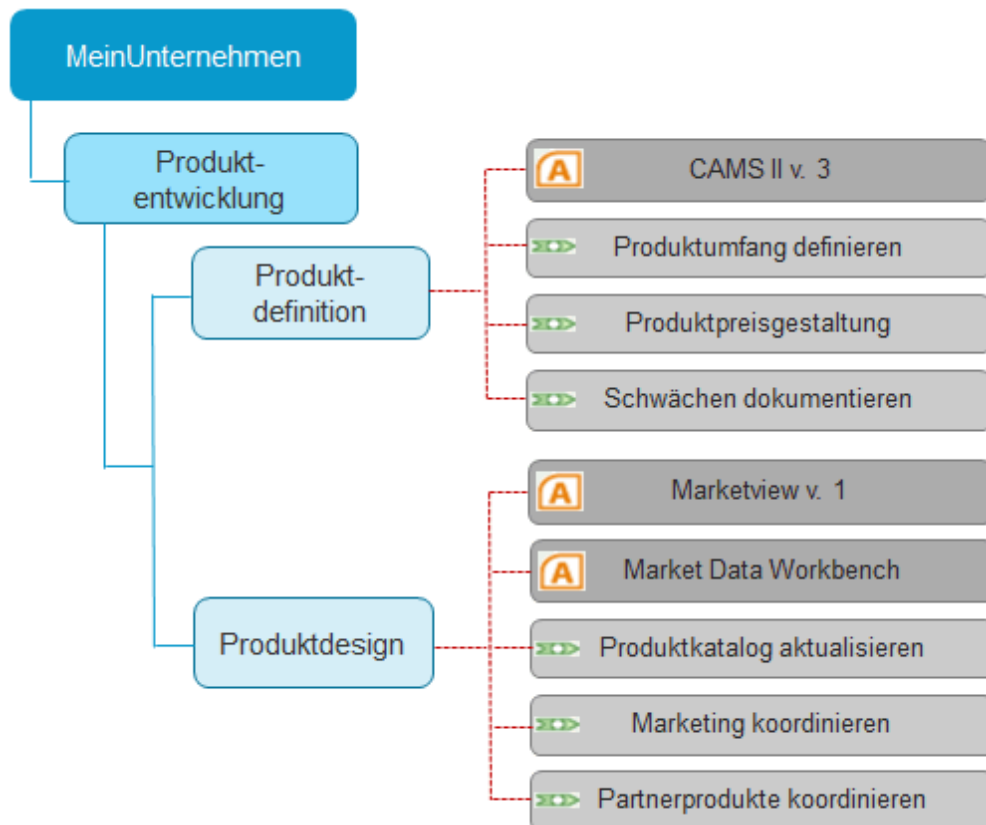 MeinUnternehmen
Produkt-
entwicklung
Produkt-
definition
A CAMS II v. 3
Produktumfang definieren
Produktpreisgestaltung
Schwächen dokumentieren
Produktdesign
A Marketview v. 1
A Market Data Workbench
Produktkatalog aktualisieren
Marketing koordinieren
Partnerprodukte koordinieren